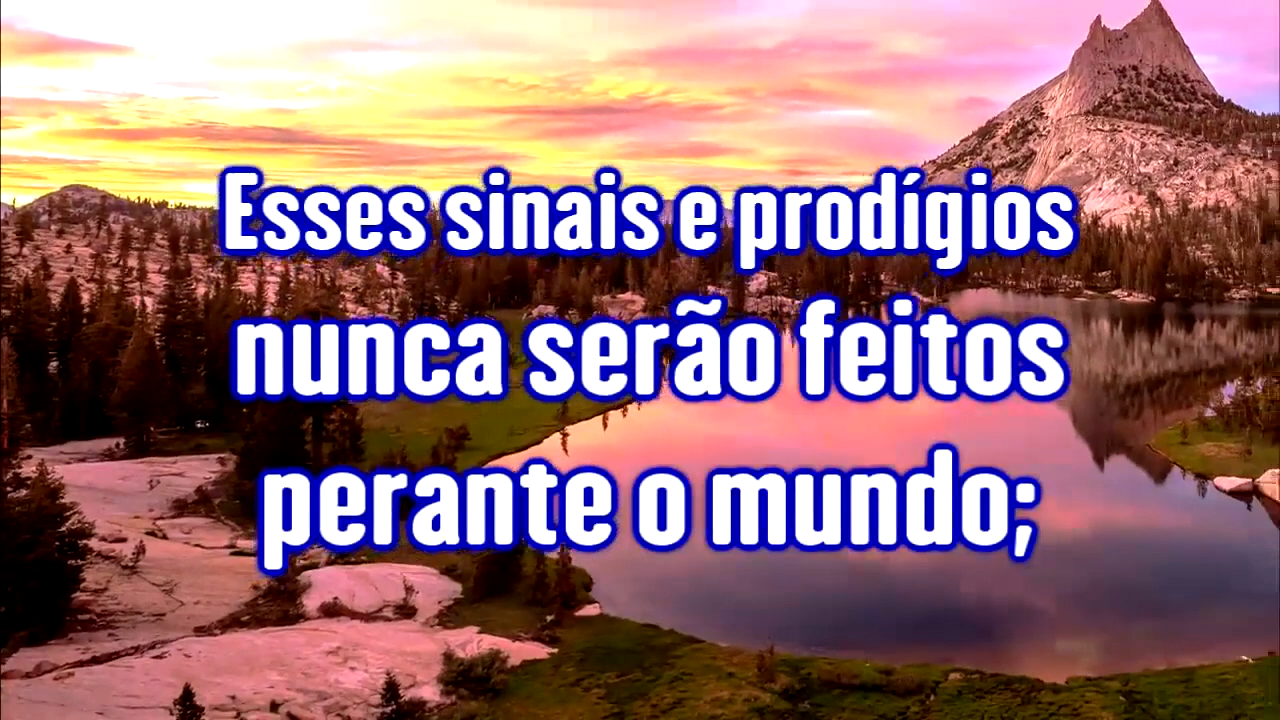 Esses sinais e prodígios
nunca serão feitos
perante o mundo;